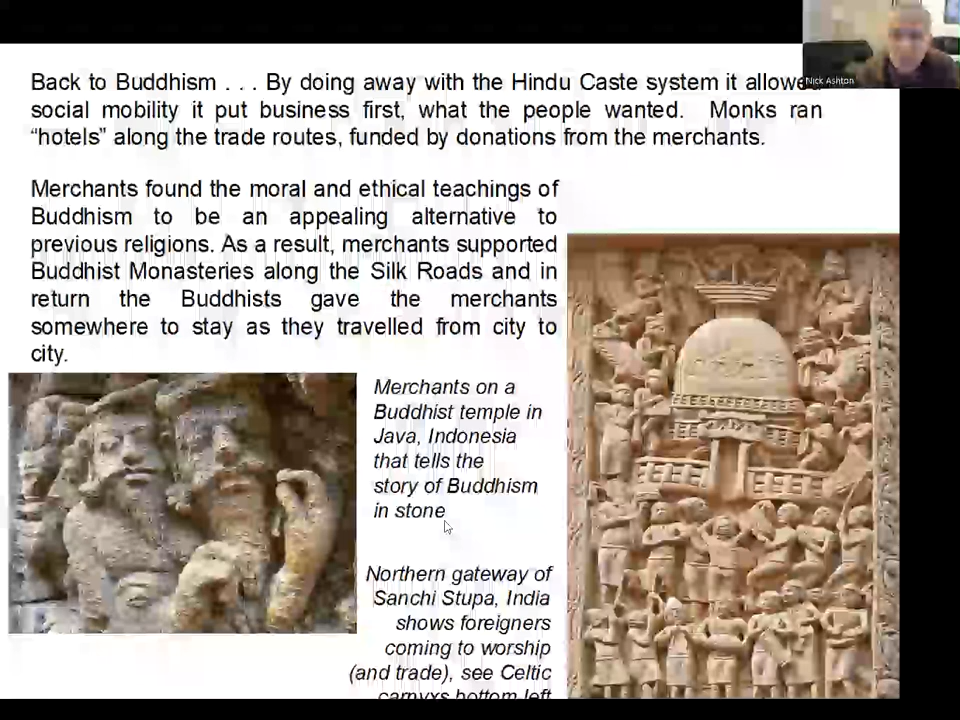 Nick Ashton
Back to Buddhism . . . By doing away with the Hindu Caste system it allowed
social mobility it put business first, what the people wanted. Monks ran
“hotels” along the trade routes, funded by donations from the merchants.
Merchants found the moral and ethical teachings of
Buddhism to be an appealing alternative to
previous religions. As a result, merchants supported
Buddhist Monasteries along the Silk Roads and in
return the Buddhists gave the merchants
somewhere to stay as they travelled from city to
city.
Merchants on a
Buddhist temple in
Java, Indonesia
that tells the
story of Buddhism
in stone
Northern gateway of
Sanchi Stupa, India
shows foreigners
coming to worship
(and trade), see Celtic
carnyxs bottom left